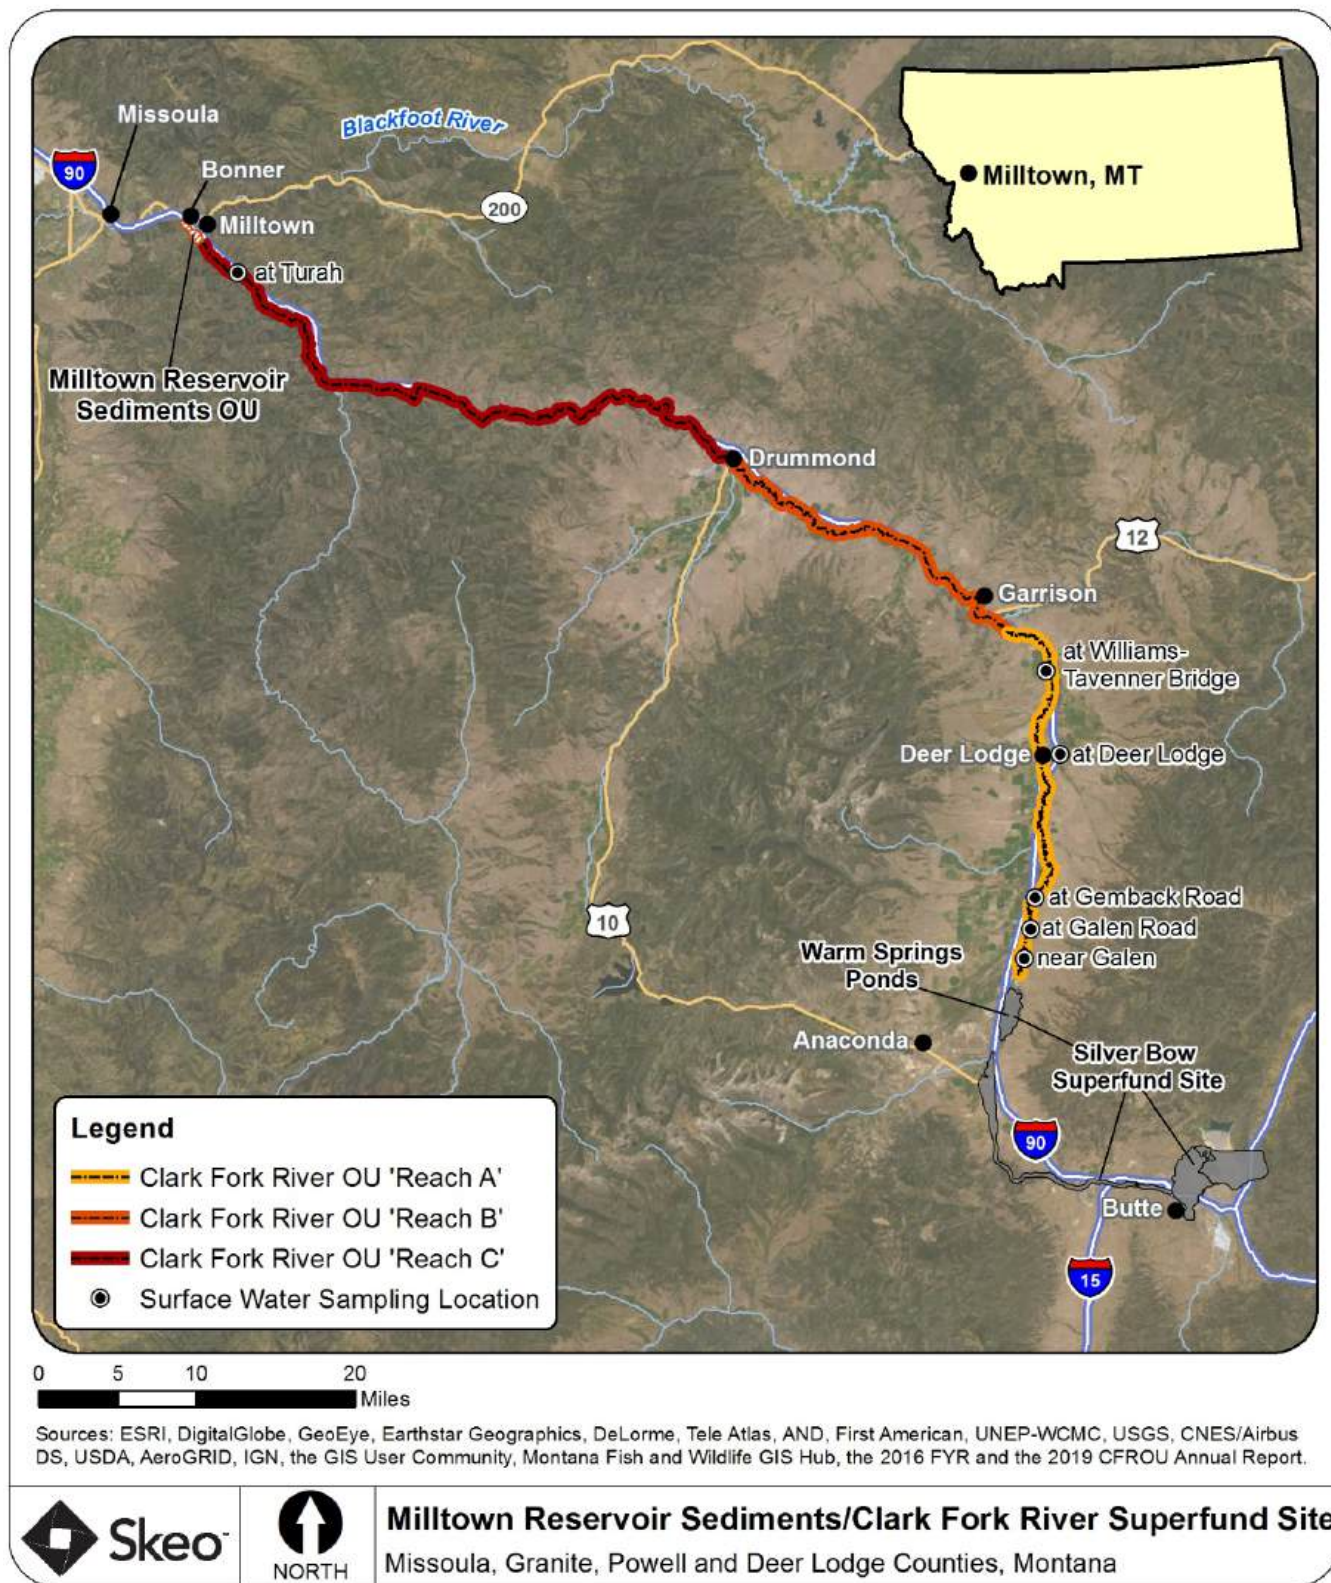 Missoula
Blackfoot River
90
Bonner
200
Milltown, MT
Milltown
at Turah
Milltown Reservoir
Sediments OU
Drummond
12
Garrison
at Williams-
Tavenner Bridge
Deer Lodge
at Deer Lodge
at Gemback Road
10
at Galen Road
Warm Springs
Ponds
near Galen
Anaconda
Silver Bow
Superfund Site
90
Butte
15
Legend
Clark Fork River OU 'Reach A'
Clark Fork River OU 'Reach B'
Clark Fork River OU 'Reach C'
Surface Water Sampling Location
0 5 10 20
Miles
Sources: ESRI, DigitalGlobe, GeoEye, Earthstar Geographics, DeLorme, Tele Atlas, AND, First American, UNEP-WCMC, USGS, CNES/Airbus
DS, USDA, AeroGRID, IGN, the GIS User Community, Montana Fish and Wildlife GIS Hub, the 2016 FYR and the 2019 CFROU Annual Report.
Skeo
NORTH
Milltown Reservoir Sediments/Clark Fork River Superfund Site
Missoula, Granite, Powell and Deer Lodge Counties, Montana